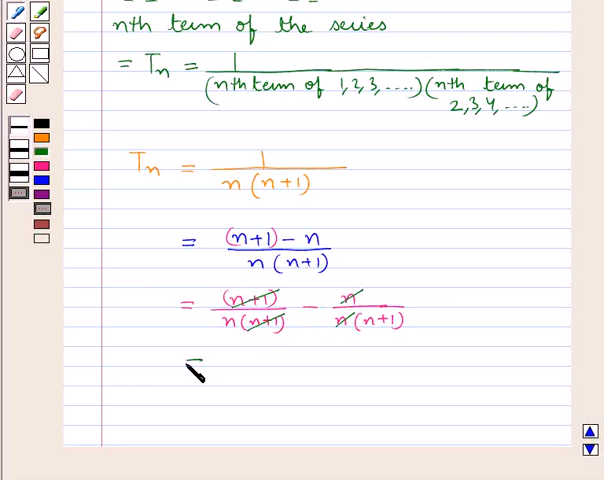 nth term of the series
= Tn = 1 / (nth term of 1, 2, 3, .....)(nth term of 2, 3, 4, .....)
Tn = 1 / n(n+1)
= (n+1) - n / n(n+1)
= (n+1) / n(n+1) - n / n(n+1)
=